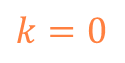 k = 0